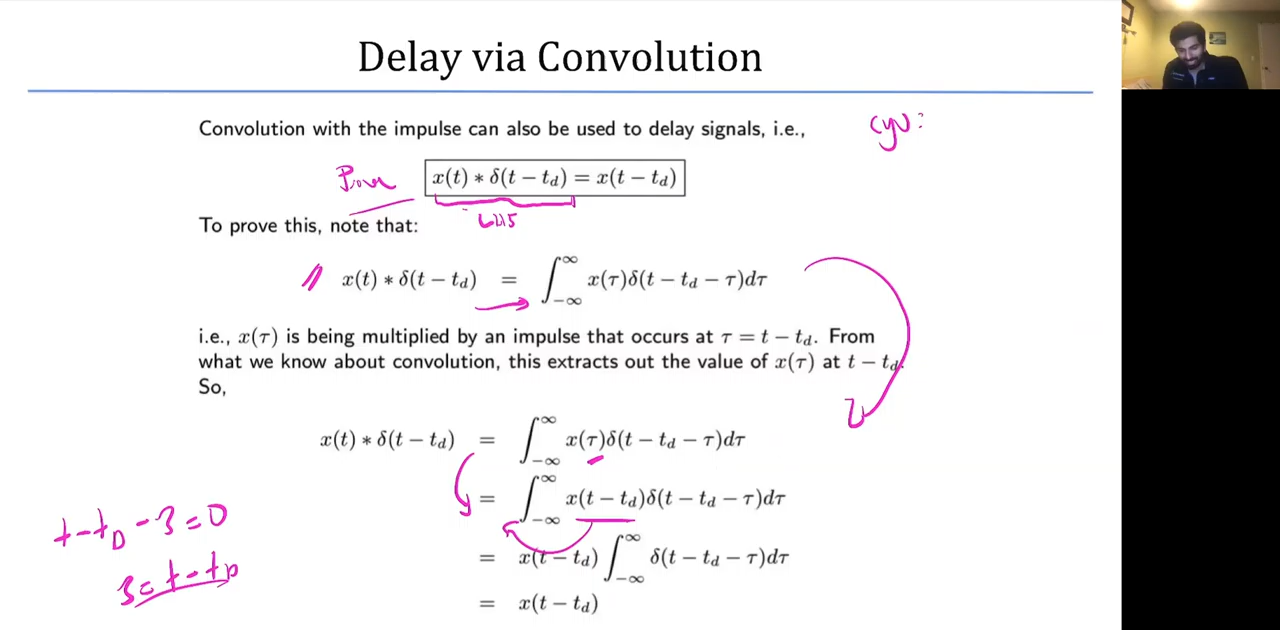 Delay via Convolution
Convolution with the impulse can also be used to delay signals, i.e.,
x(t) ∗ δ(t − t_d) = x(t − t_d)
LHS
To prove this, note that:
x(t) ∗ δ(t − t_d) = ∫_{−∞}^{∞} x(τ)δ(t − t_d − τ)dτ
i.e., x(τ) is being multiplied by an impulse that occurs at τ = t − t_d. From
what we know about convolution, this extracts out the value of x(τ) at t − t_d.
So,
x(t) ∗ δ(t − t_d) = ∫_{−∞}^{∞} x(τ)δ(t − t_d − τ)dτ
= ∫_{−∞}^{∞} x(t − t_d)δ(t − t_d − τ)dτ
= x(t − t_d) ∫_{−∞}^{∞} δ(t − t_d − τ)dτ
= x(t − t_d)
t − t_D − 3 = 0
3 = t − t_D